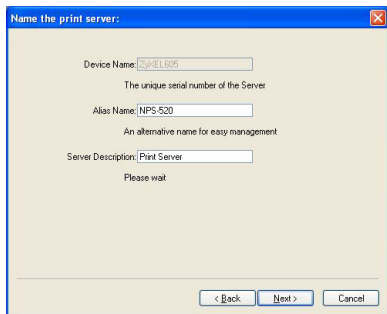 Name the print server:
Device Name: ZyXEL605
The unique serial number of the Server
Alias Name: NPS-520
An alternative name for easy management
Server Description: Print Server
Please wait
< Back Next > Cancel